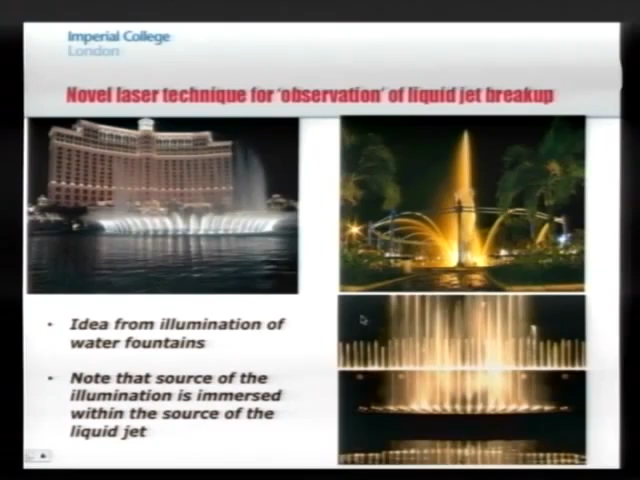 Imperial College
London
Novel laser technique for 'observation' of liquid jet breakup
• Idea from illumination of
water fountains
• Note that source of the
illumination is immersed
within the source of the
liquid jet